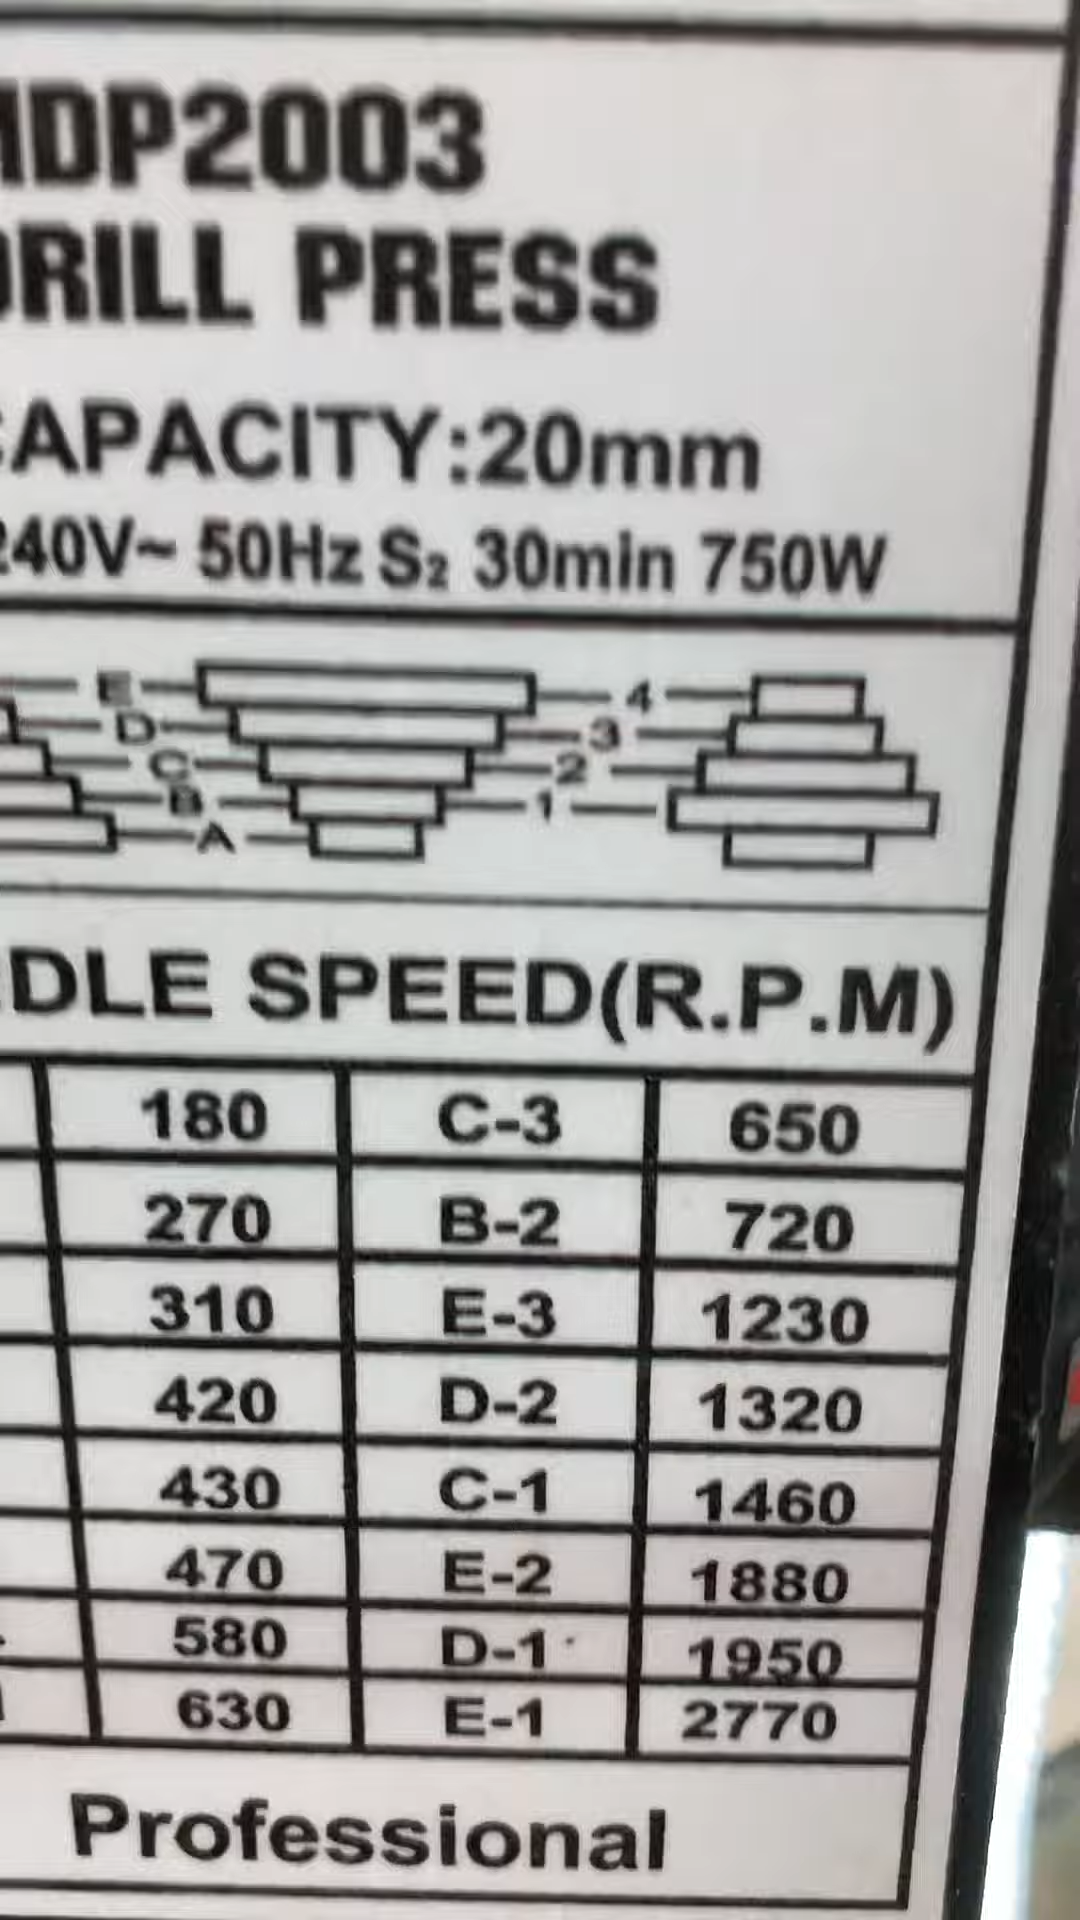 DP2003
RILL PRESS
APACITY:20mm
240V~ 50Hz S₂ 30min 750W
E 4
D 3
C 2
B 1
A
DLE SPEED(R.P.M)
180 C-3 650
270 B-2 720
310 E-3 1230
420 D-2 1320
430 C-1 1460
470 E-2 1880
580 D-1 1950
630 E-1 2770
Professional